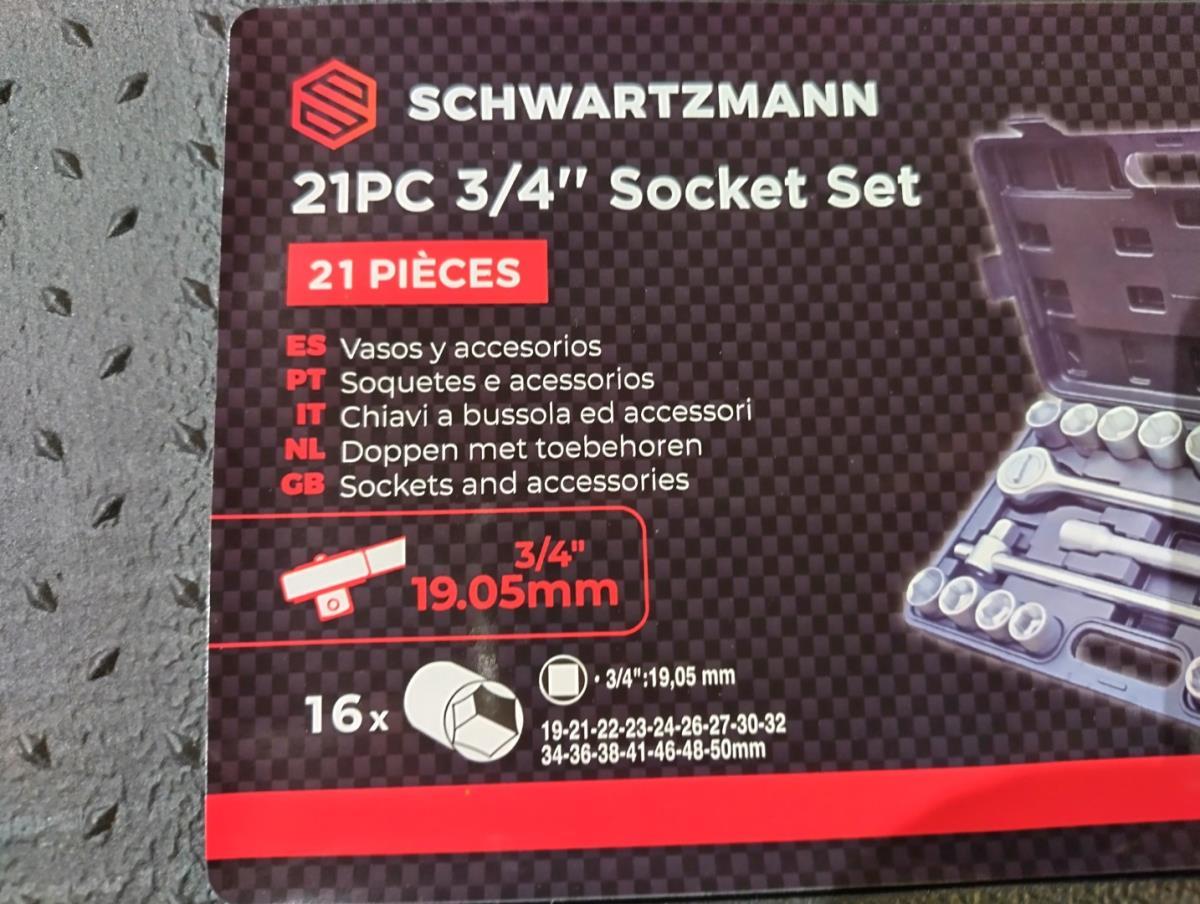 SCHWARTZMANN
21PC 3/4" Socket Set
21 PIÈCES
ES Vasos y accesorios
PT Soquetes e acessorios
IT Chiavi a bussola ed accessori
NL Doppen met toebehoren
GB Sockets and accessories
3/4"
19.05mm
16x
• 3/4":19,05 mm
19-21-22-23-24-26-27-30-32
34-36-38-41-46-48-50mm